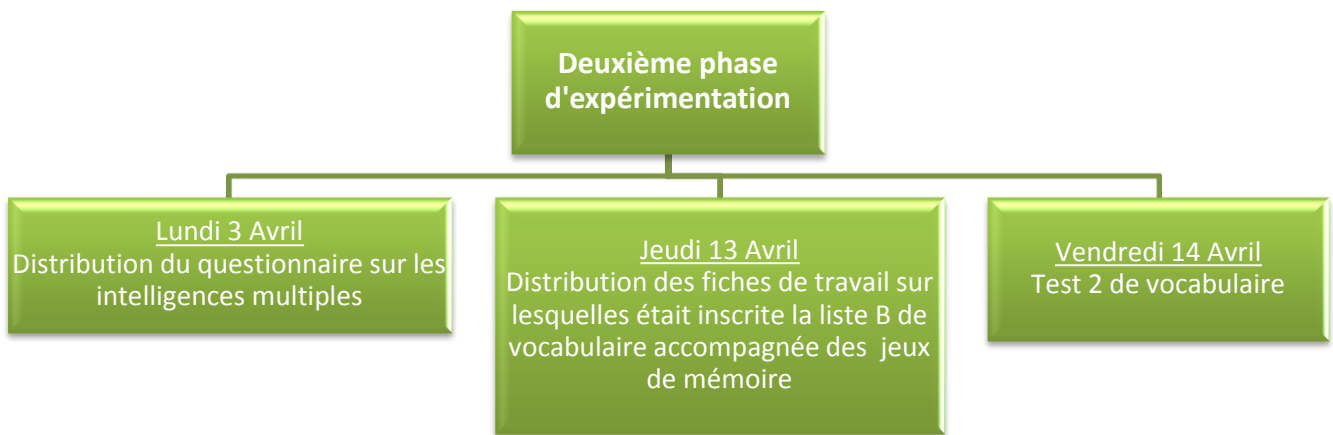 Deuxième phase
d'expérimentation
Lundi 3 Avril
Distribution du questionnaire sur les
intelligences multiples
Jeudi 13 Avril
Distribution des fiches de travail sur
lesquelles était inscrite la liste B de
vocabulaire accompagnée des jeux
de mémoire
Vendredi 14 Avril
Test 2 de vocabulaire